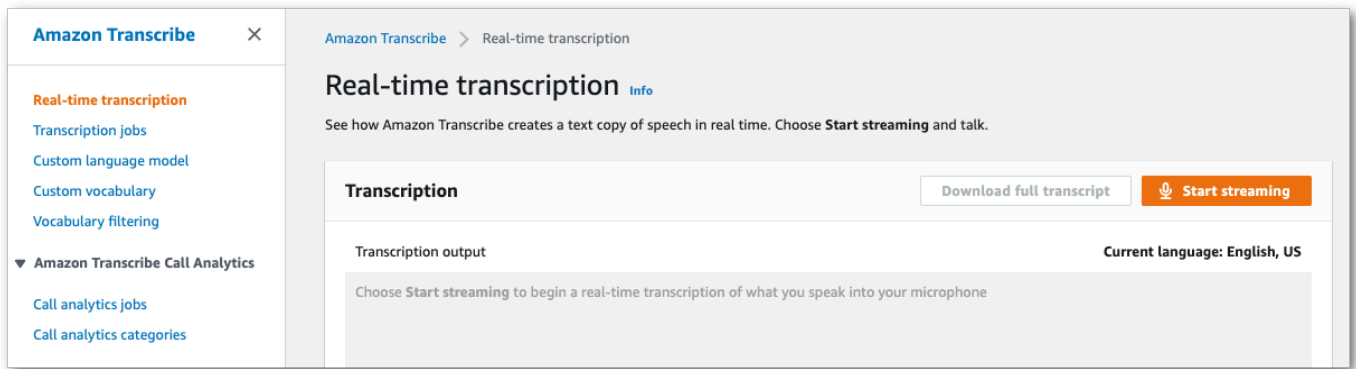 Amazon Transcribe
Real-time transcription
Transcription jobs
Custom language model
Custom vocabulary
Vocabulary filtering
Amazon Transcribe Call Analytics
Call analytics jobs
Call analytics categories
Amazon Transcribe > Real-time transcription
Real-time transcription Info
See how Amazon Transcribe creates a text copy of speech in real time. Choose Start streaming and talk.
Transcription Download full transcript Start streaming
Transcription output Current language: English, US
Choose Start streaming to begin a real-time transcription of what you speak into your microphone